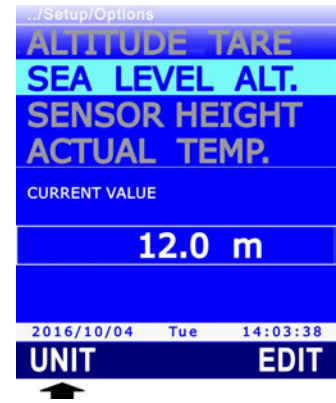 ../Setup/Options
ALTITUDE TARE
SEA LEVEL ALT.
SENSOR HEIGHT
ACTUAL TEMP.
CURRENT VALUE
12.0 m
2016/10/04 Tue 14:03:38
UNIT EDIT